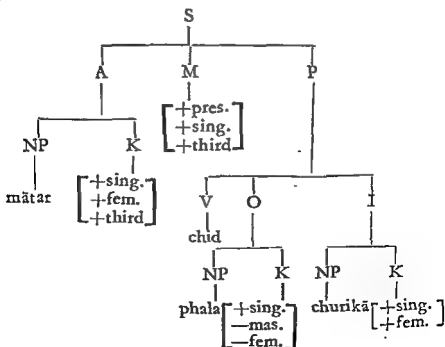 S
A M P
[+pres.
+sing.
+third]
NP K
mātar [+sing.
+fem.
+third]
V O I
chid
NP K NP K
phala [+sing. churikā [+sing.
−mas. +fem.]
−fem.]